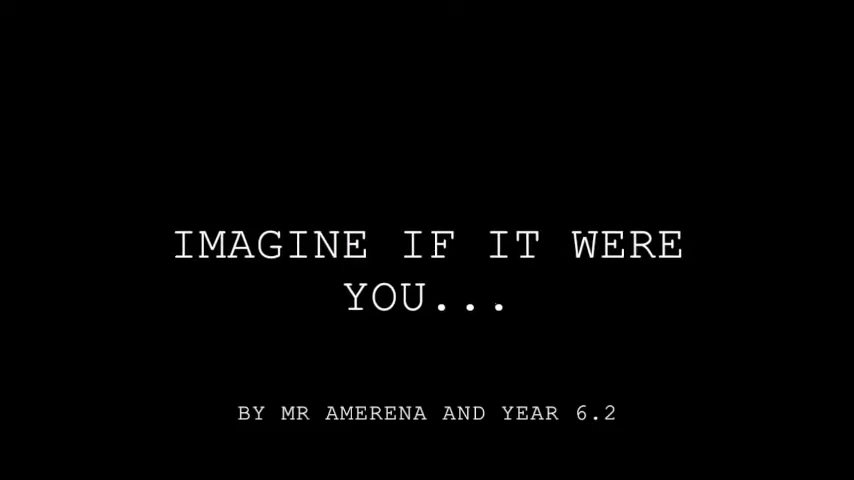 IMAGINE IF IT WERE
YOU...
BY MR AMERENA AND YEAR 6.2